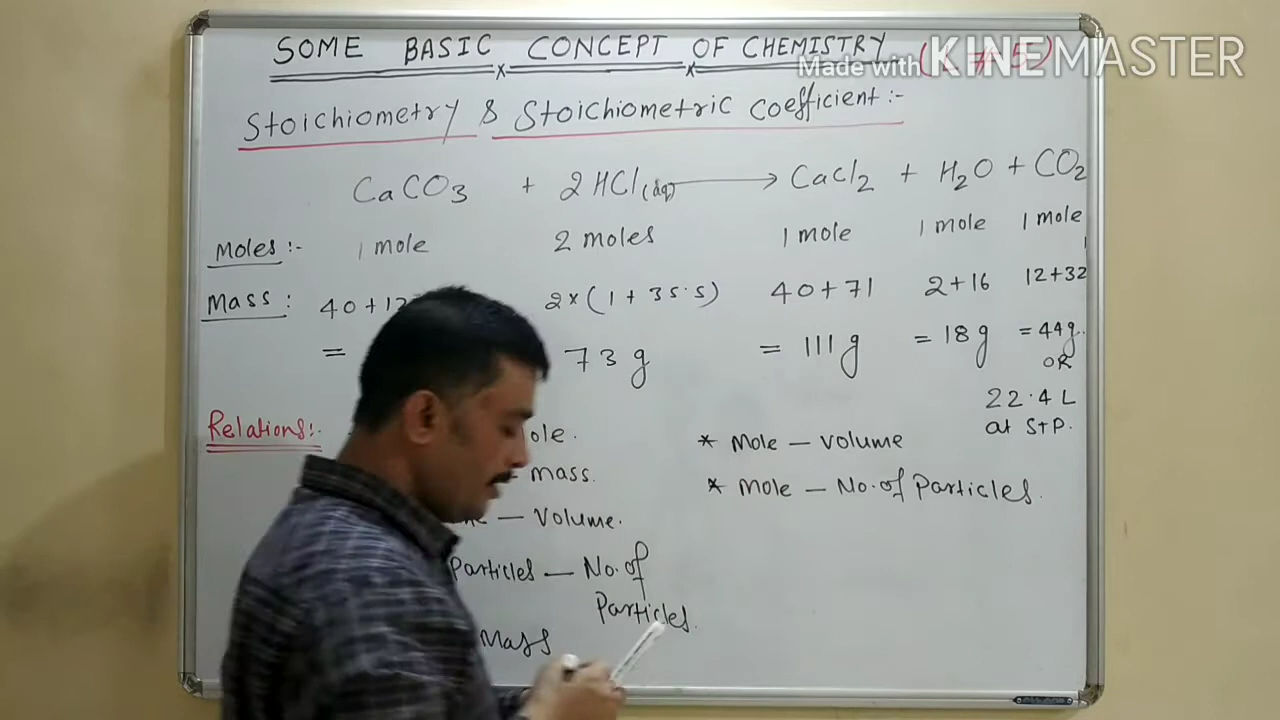 SOME BASIC CONCEPT OF CHEMISTRY
Made with KINEMASTER
Stoichiometry & Stoichiometric Coefficient :-
CaCO3 + 2 HCl(aq) ⟶ CaCl2 + H2O + CO2
Moles :- 1 mole 2 moles 1 mole 1 mole 1 mole
Mass : 40 + 12 2 × (1 + 35.5) 40 + 71 2 + 16 12 + 32
= 73 g = 111 g = 18 g = 44 g.
OR
22.4 L
at STP.
Relations :-
* Mole — Volume
mass.
* Mole — No. of Particles.
— Volume.
Particles — No. of
Particles.
Mass